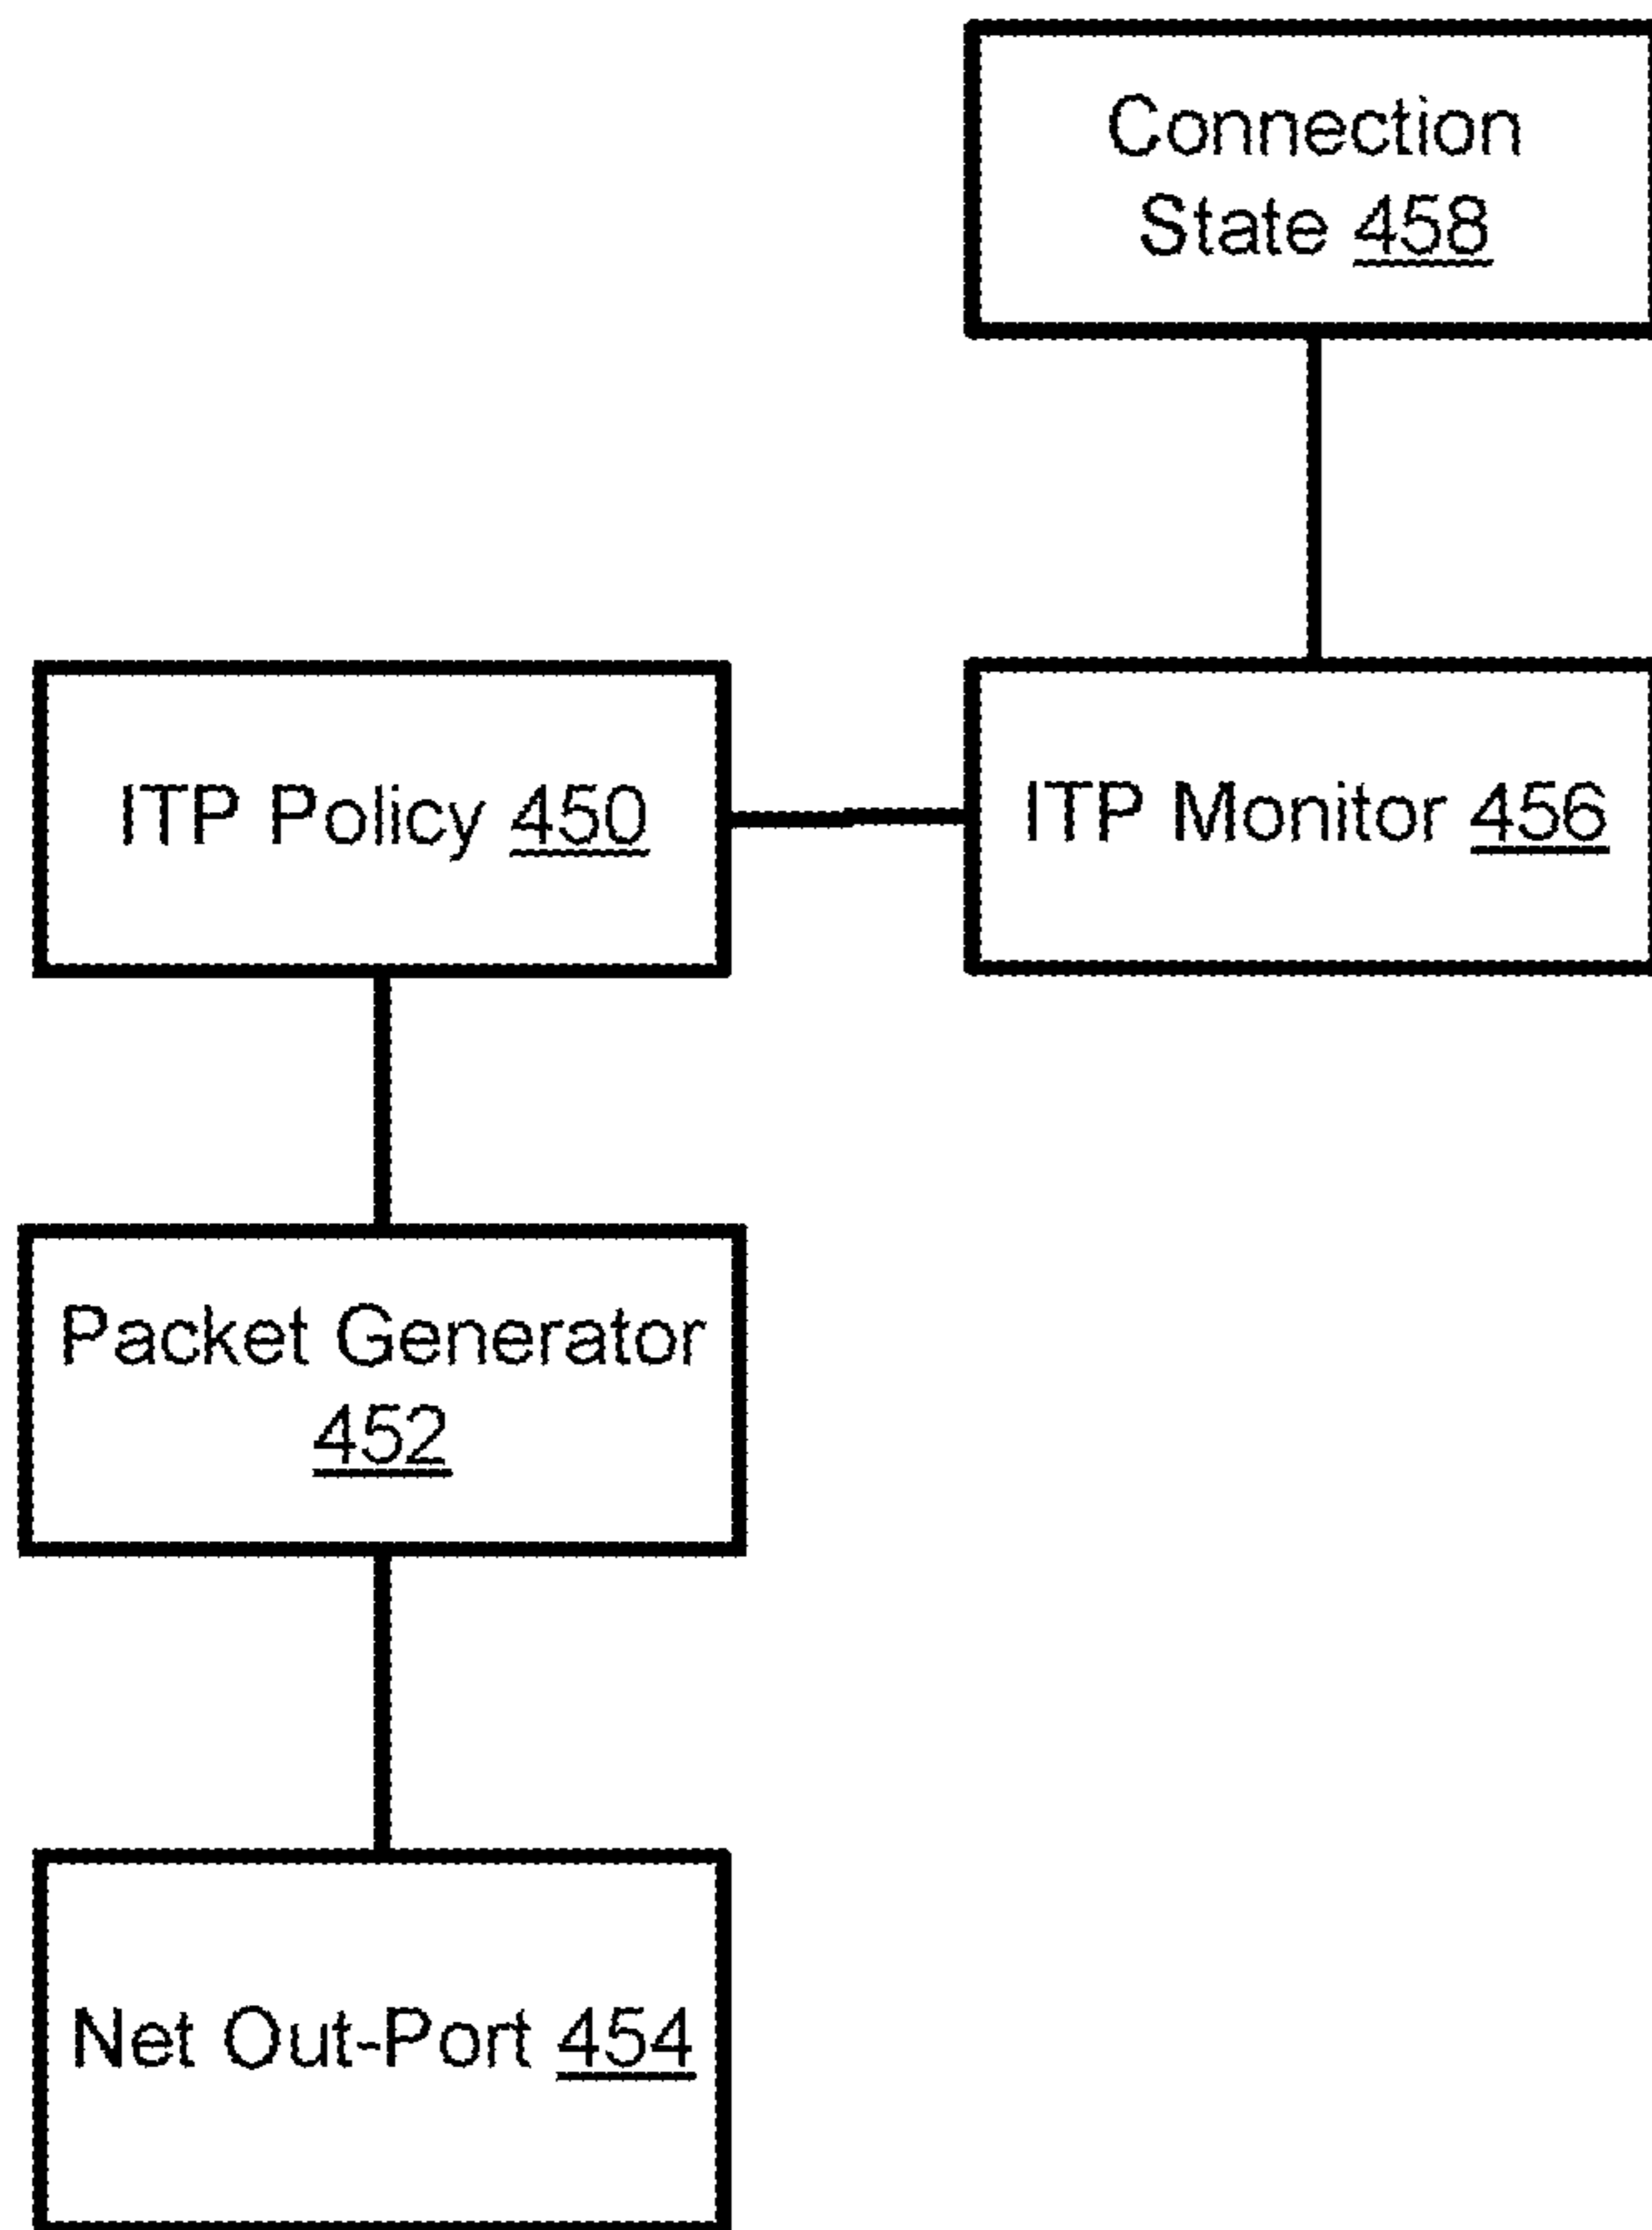 Connection
State 458
ITP Policy 450
ITP Monitor 456
Packet Generator
452
Net Out-Port 454